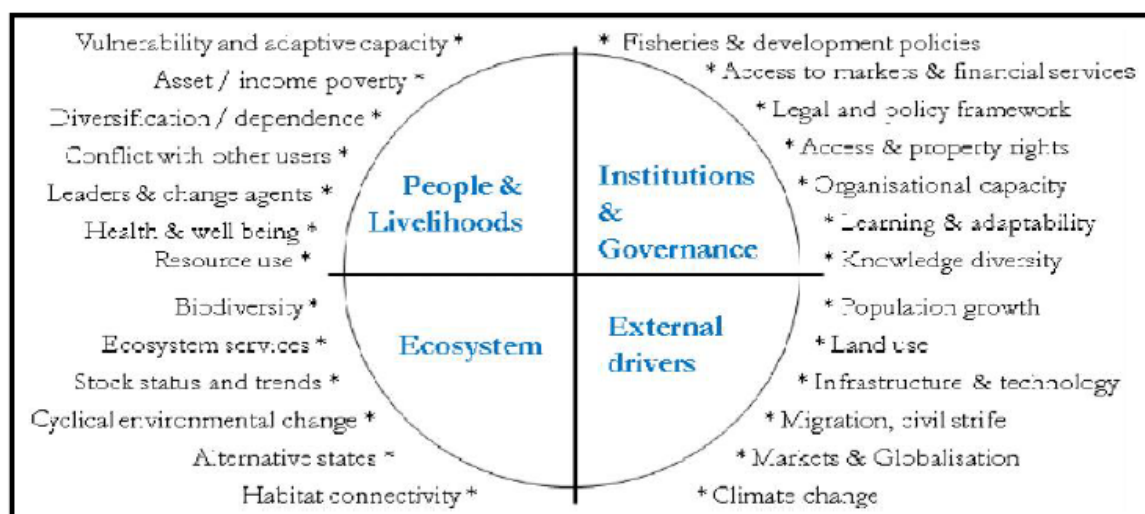 Vulnerability and adaptive capacity *
Asset / income poverty *
Diversification / dependence *
Conflict with other users *
Leaders & change agents *
Health & well being *
Resource use *
People &
Livelihoods
* Fisheries & development policies
* Access to markets & financial services
* Legal and policy framework
* Access & property rights
* Organisational capacity
* Learning & adaptability
* Knowledge diversity
Institutions
&
Governance
Biodiversity *
Ecosystem services *
Stock status and trends *
Cyclical environmental change *
Alternative states *
Habitat connectivity *
Ecosystem
External
drivers
* Population growth
* Land use
* Infrastructure & technology
* Migration, civil strife
* Markets & Globalisation
* Climate change